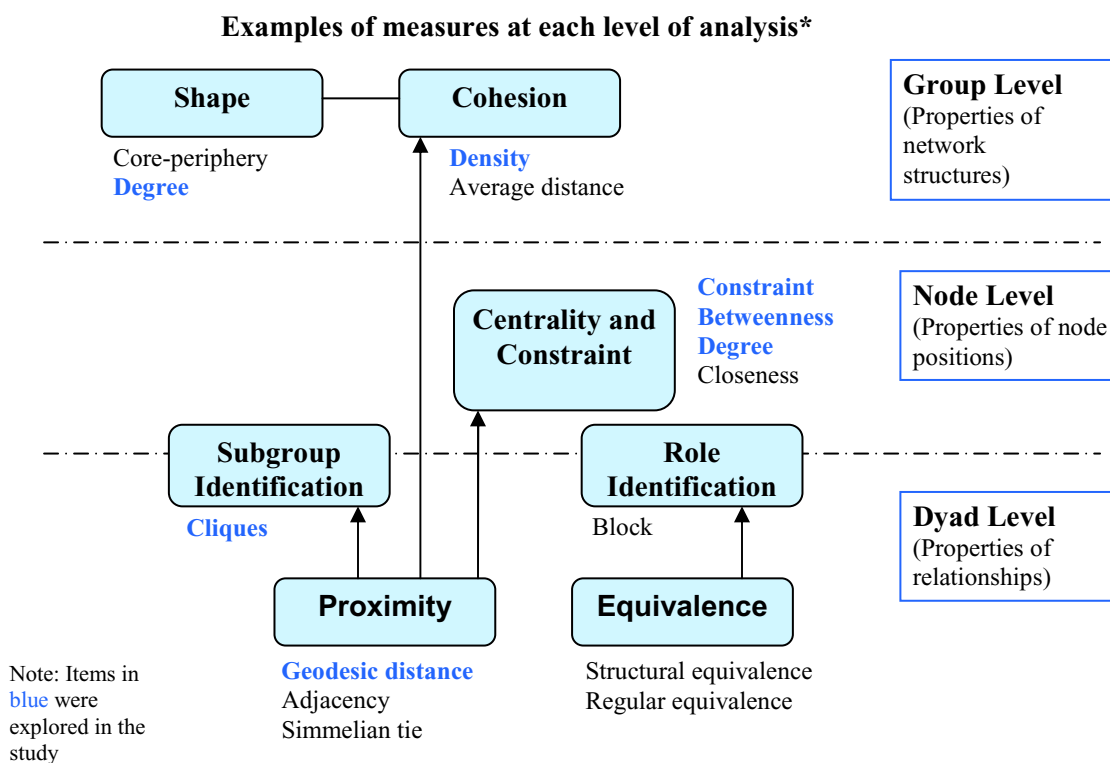 Examples of measures at each level of analysis*
Shape
Cohesion
Core-periphery
Degree
Density
Average distance
Group Level
(Properties of
network
structures)
Centrality and
Constraint
Constraint
Betweenness
Degree
Closeness
Node Level
(Properties of node
positions)
Subgroup
Identification
Cliques
Role
Identification
Block
Dyad Level
(Properties of
relationships)
Proximity
Geodesic distance
Adjacency
Simmelian tie
Equivalence
Structural equivalence
Regular equivalence
Note: Items in
blue were
explored in the
study